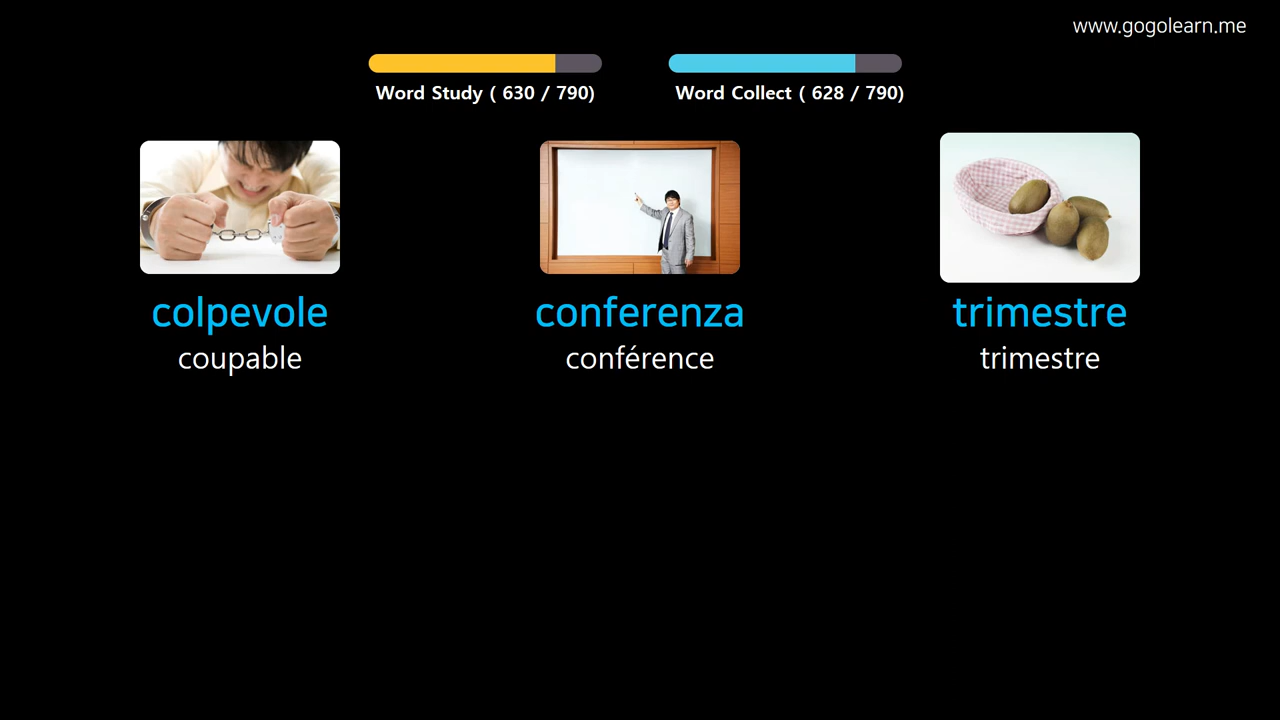 www.gogolearn.me
Word Study ( 630 / 790)
Word Collect ( 628 / 790)
colpevole
coupable
conferenza
conférence
trimestre
trimestre